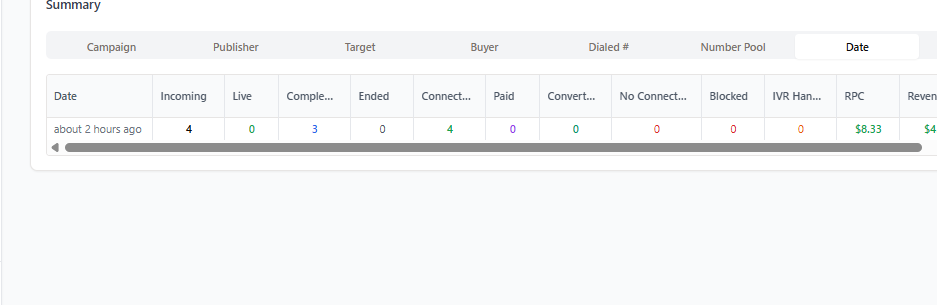 Summary
Campaign Publisher Target Buyer Dialed # Number Pool Date
Date Incoming Live Comple... Ended Connect... Paid Convert... No Connect... Blocked IVR Han... RPC Reven
about 2 hours ago 4 0 3 0 4 0 0 0 0 0 $8.33 $4